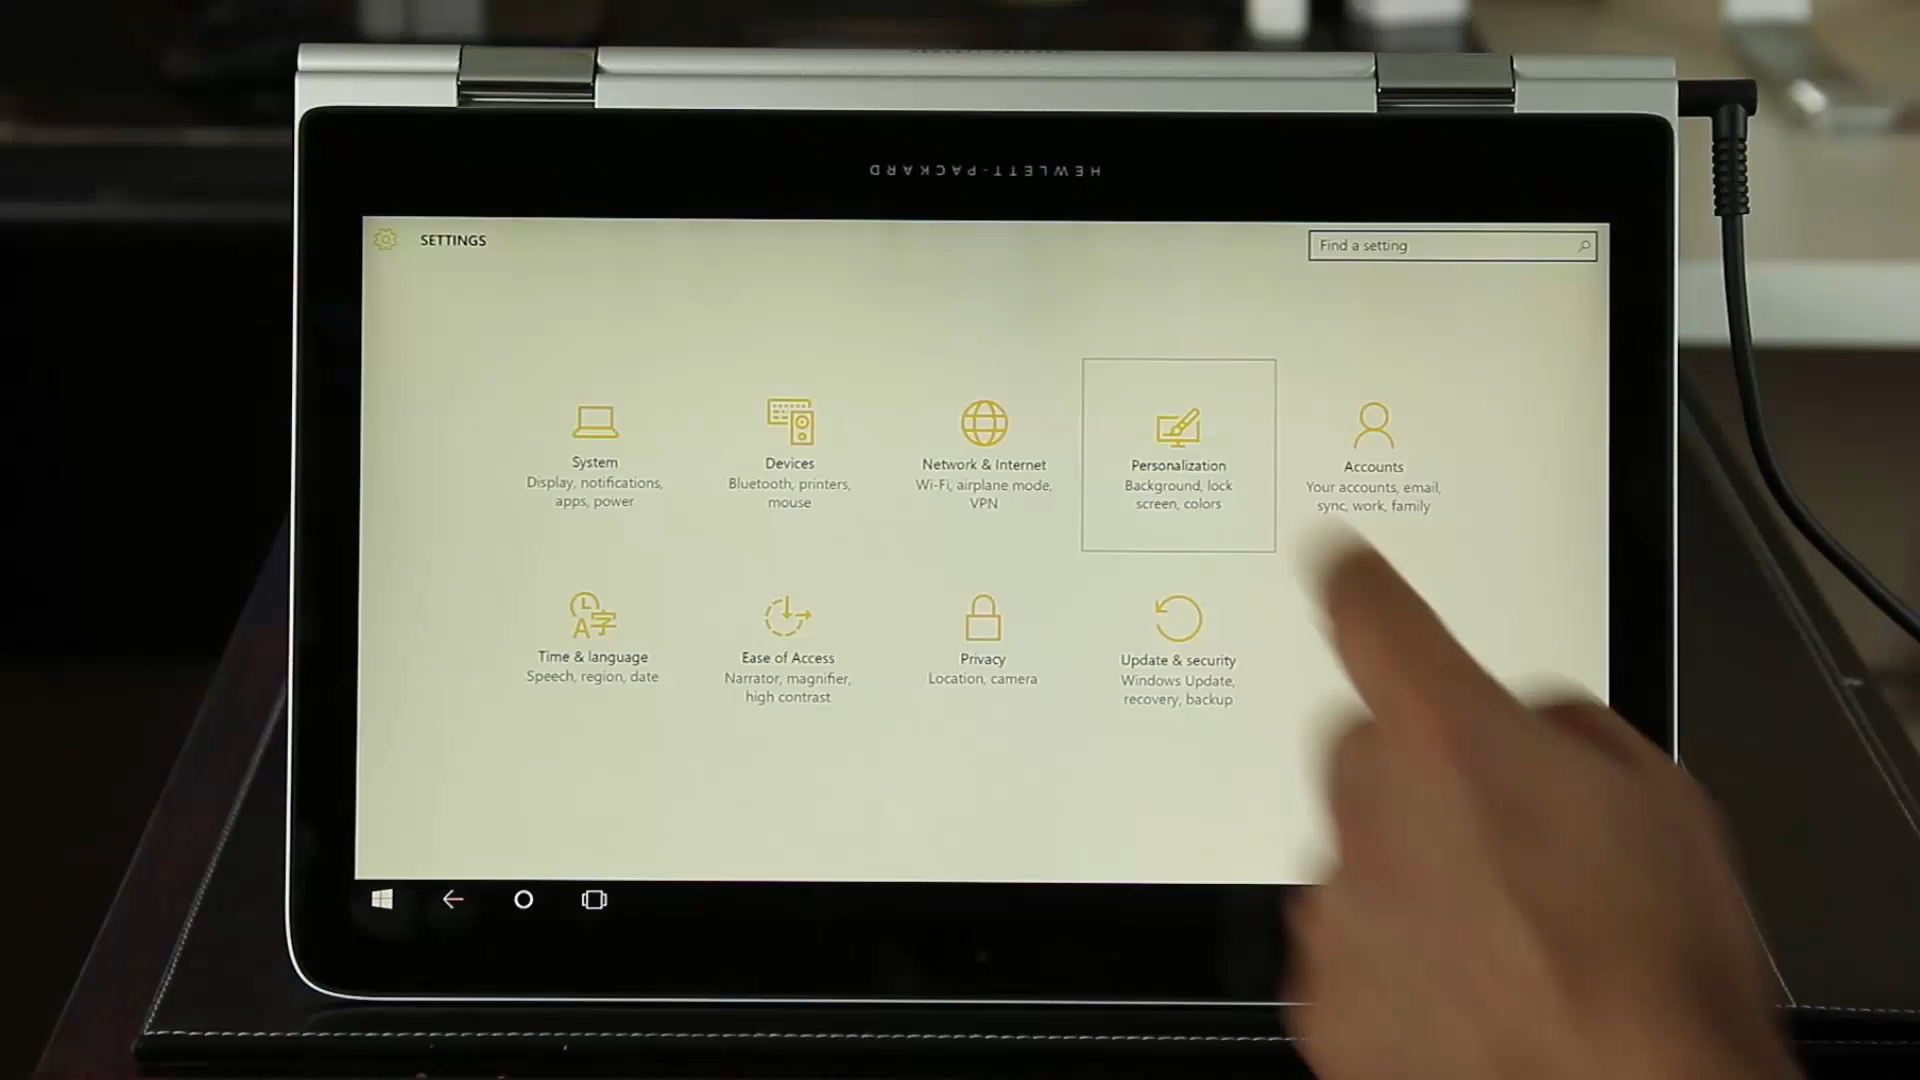 HEWLETT-PACKARD
SETTINGS
Find a setting
System
Display, notifications,
apps, power
Devices
Bluetooth, printers,
mouse
Network & Internet
Wi-Fi, airplane mode,
VPN
Personalization
Background, lock
screen, colors
Accounts
Your accounts, email,
sync, work, family
Time & language
Speech, region, date
Ease of Access
Narrator, magnifier,
high contrast
Privacy
Location, camera
Update & security
Windows Update,
recovery, backup